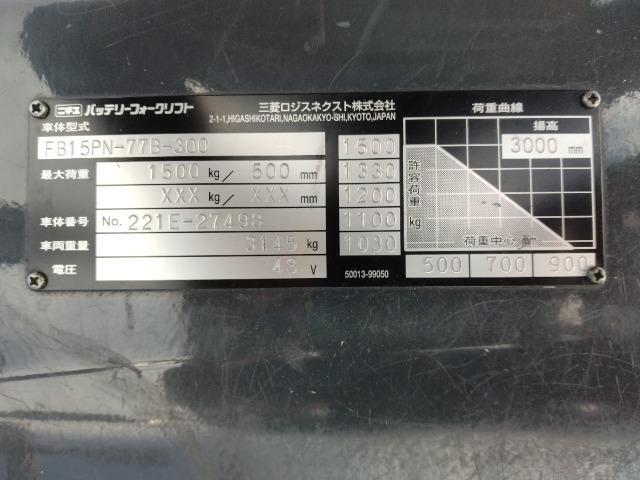 ニチユ バッテリーフォークリフト
三菱ロジスネクスト株式会社
2-1-1,HIGASHIKOTARI,NAGAOKAKYO-SHI,KYOTO,JAPAN
車体型式
FB15PN-77B-300
最大荷重 1500 kg/ 500 mm
XXX kg/ XXX mm
車体番号 No. 221E-27498
車両重量 3145 kg
電圧 48 V
50013-99050
荷重曲線
揚高
3000 mm
1500
1330
1200
1100
1030
許容荷重
kg
荷重中心 mm
500 700 900